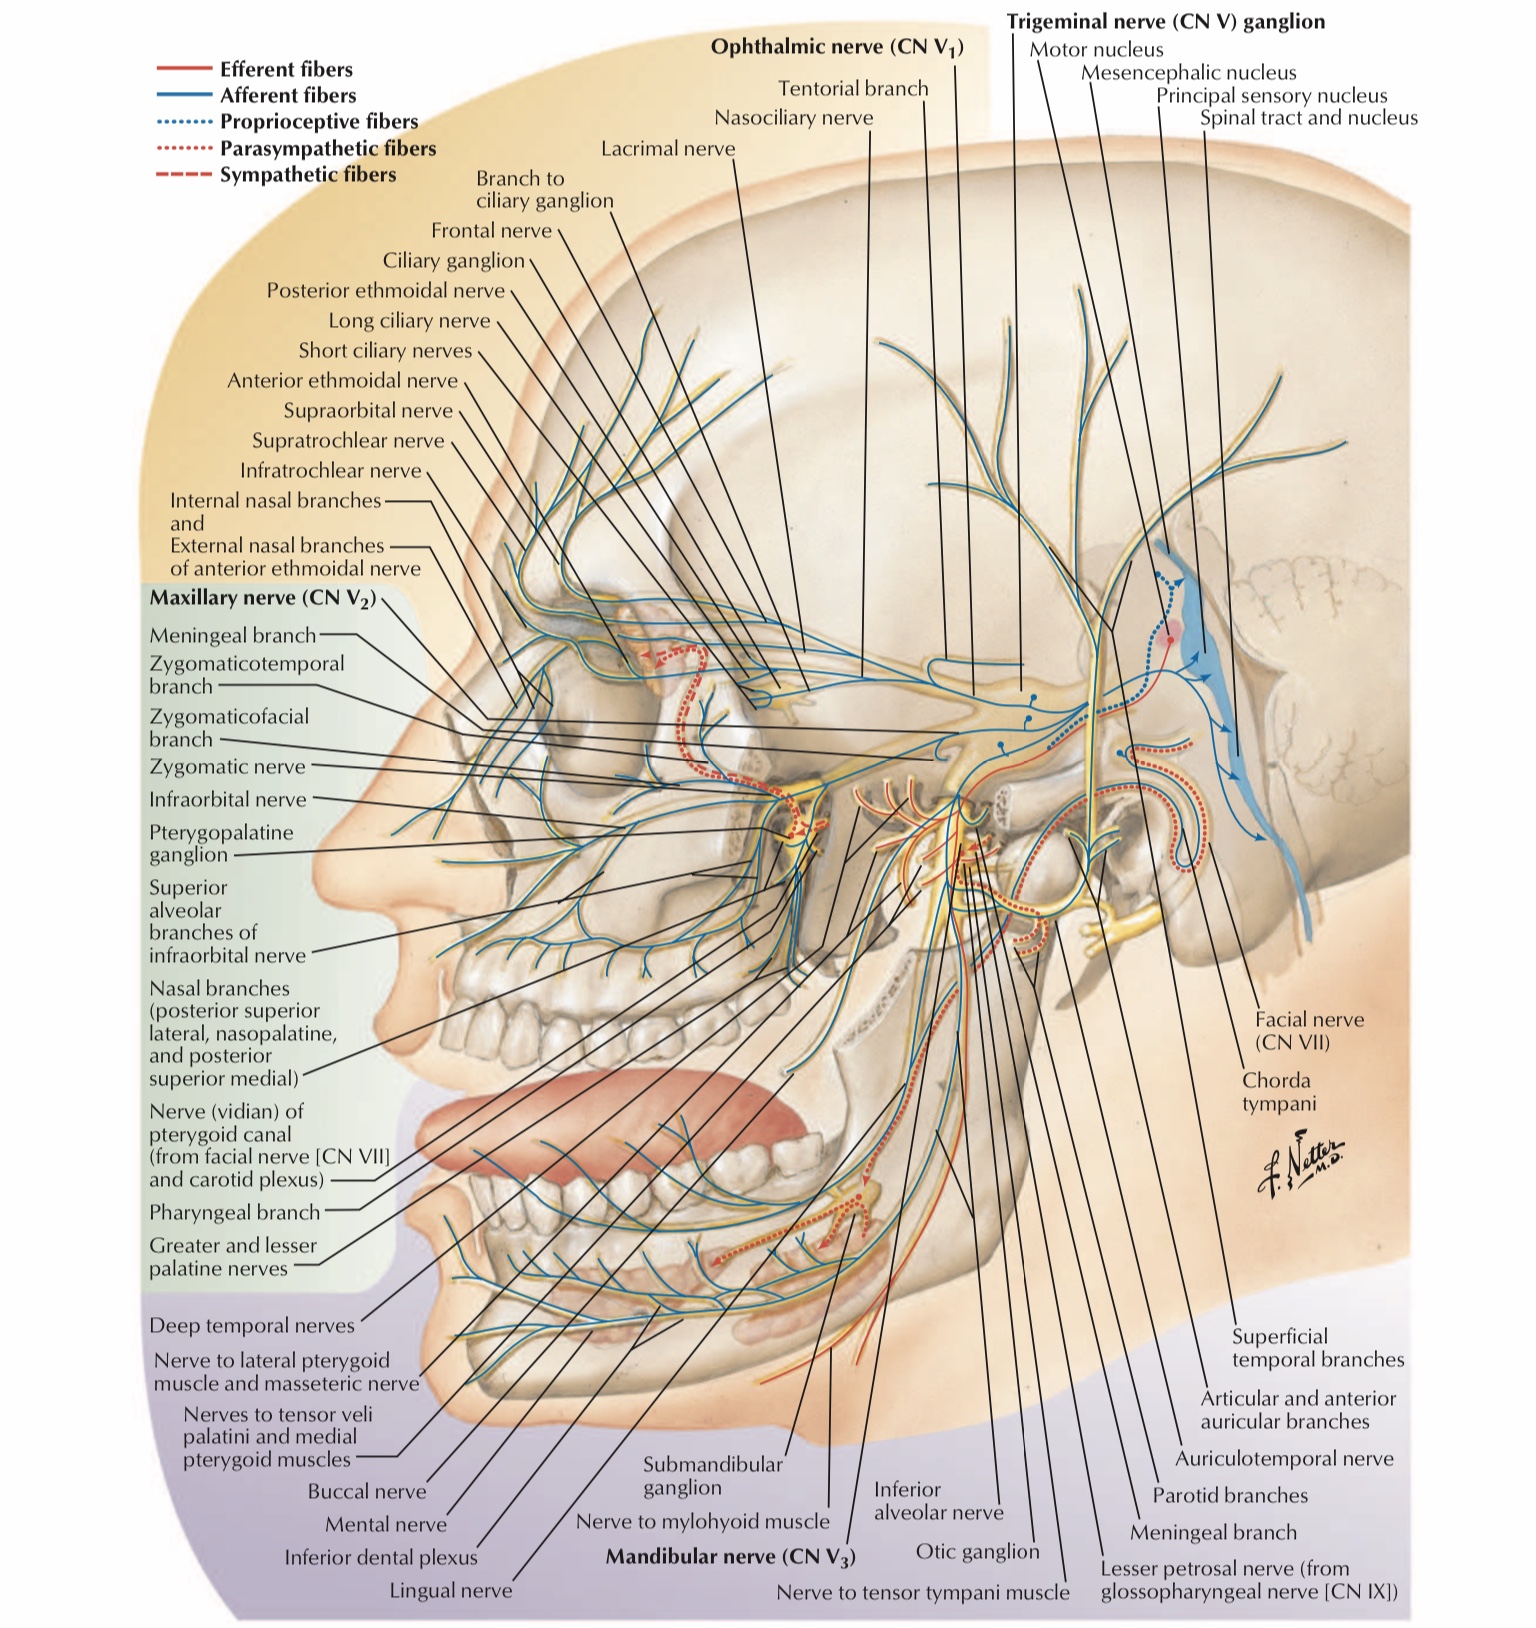 Trigeminal nerve (CN V) ganglion
Ophthalmic nerve (CN V1)
Motor nucleus
Mesencephalic nucleus
Tentorial branch
Principal sensory nucleus
Nasociliary nerve
Spinal tract and nucleus
Lacrimal nerve
Efferent fibers
Afferent fibers
Proprioceptive fibers
Parasympathetic fibers
Sympathetic fibers
Branch to
ciliary ganglion
Frontal nerve
Ciliary ganglion
Posterior ethmoidal nerve
Long ciliary nerve
Short ciliary nerves
Anterior ethmoidal nerve
Supraorbital nerve
Supratrochlear nerve
Infratrochlear nerve
Internal nasal branches
and
External nasal branches
of anterior ethmoidal nerve
Maxillary nerve (CN V2)
Meningeal branch
Zygomaticotemporal
branch
Zygomaticofacial
branch
Zygomatic nerve
Infraorbital nerve
Pterygopalatine
ganglion
Superior
alveolar
branches of
infraorbital nerve
Nasal branches
(posterior superior
lateral, nasopalatine,
and posterior
superior medial)
Nerve (vidian) of
pterygoid canal
(from facial nerve [CN VII]
and carotid plexus)
Pharyngeal branch
Greater and lesser
palatine nerves
Deep temporal nerves
Nerve to lateral pterygoid
muscle and masseteric nerve
Nerves to tensor veli
palatini and medial
pterygoid muscles
Buccal nerve
Mental nerve
Inferior dental plexus
Lingual nerve
Submandibular
ganglion
Nerve to mylohyoid muscle
Mandibular nerve (CN V3)
Nerve to tensor tympani muscle
Inferior
alveolar nerve
Otic ganglion
Facial nerve
(CN VII)
Chorda
tympani
F. Netter
M.D.
Superficial
temporal branches
Articular and anterior
auricular branches
Auriculotemporal nerve
Parotid branches
Meningeal branch
Lesser petrosal nerve (from
glossopharyngeal nerve [CN IX])